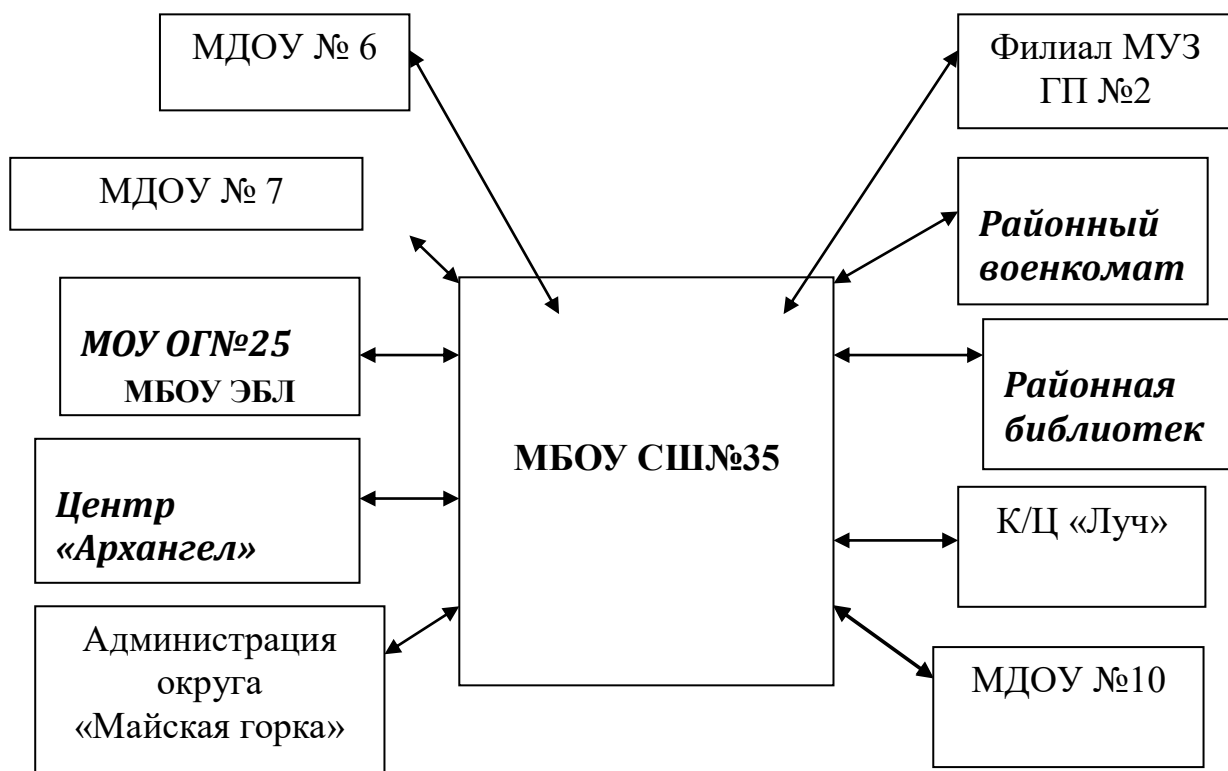 МДОУ № 6
Филиал МУЗ
ГП №2
МДОУ № 7
Районный
военкомат
МОУ ОГ№25
МБОУ ЭБЛ
Районная
библиотек
МБОУ СШ№35
Центр
«Архангел»
К/Ц «Луч»
Администрация
округа
«Майская горка»
МДОУ №10